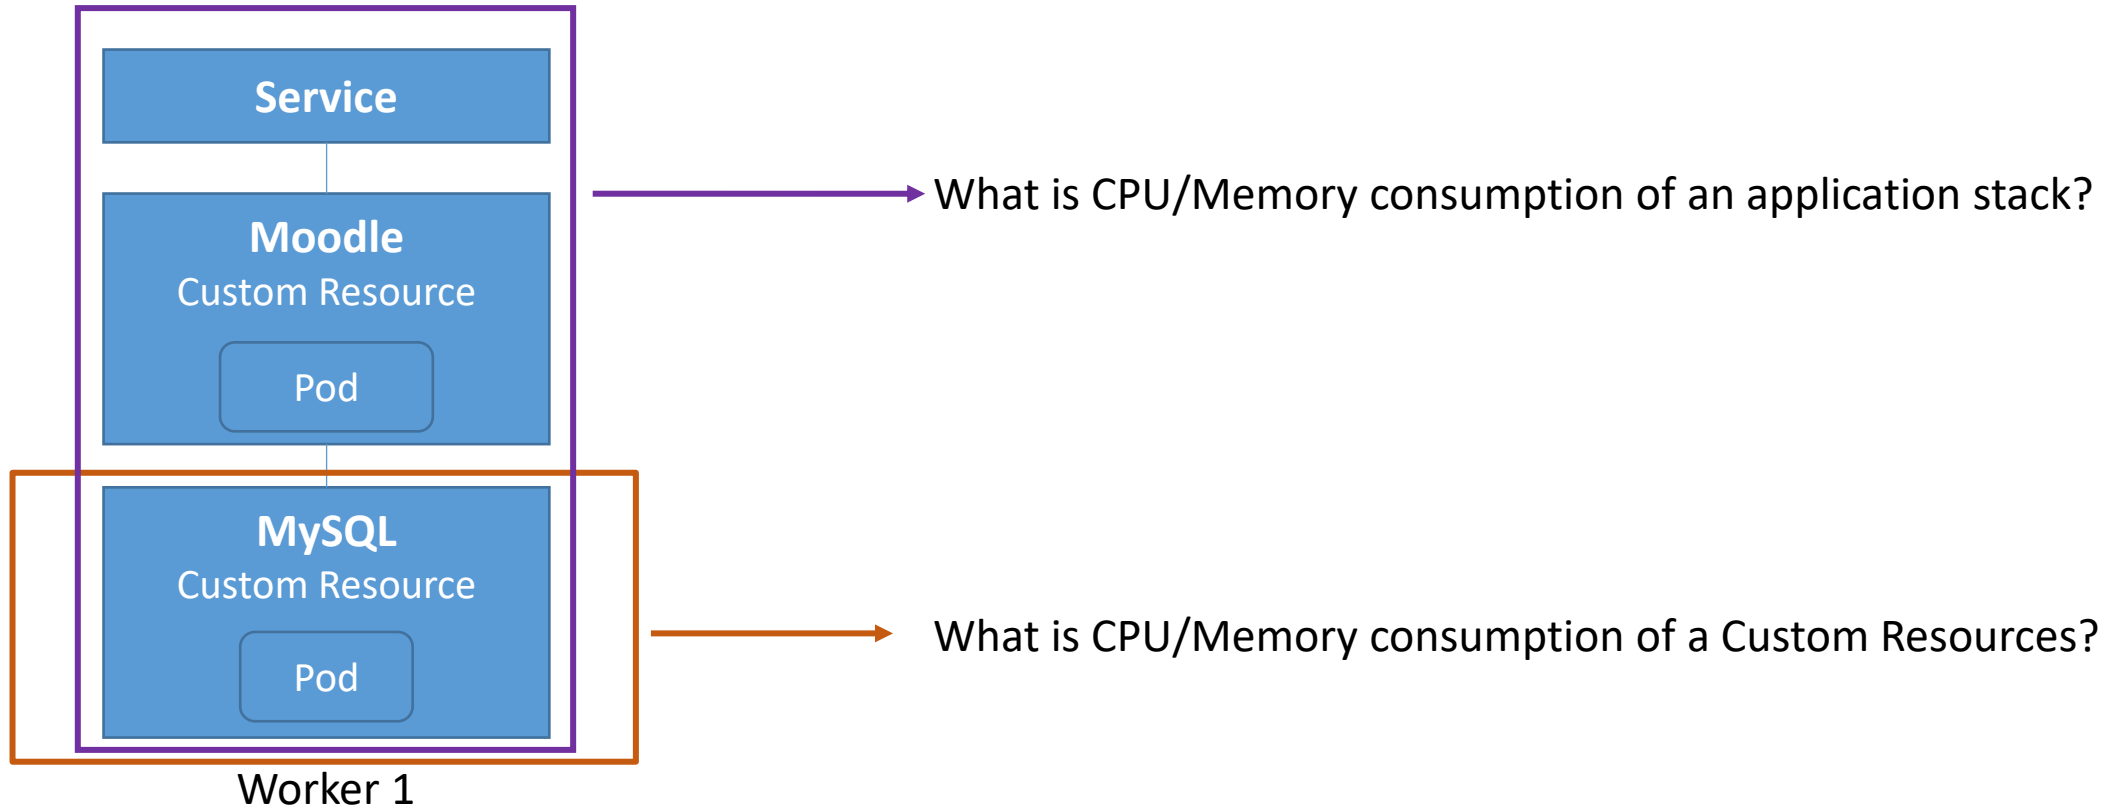 Service
Moodle
Custom Resource
Pod
What is CPU/Memory consumption of an application stack?
MySQL
Custom Resource
Pod
What is CPU/Memory consumption of a Custom Resources?
Worker 1